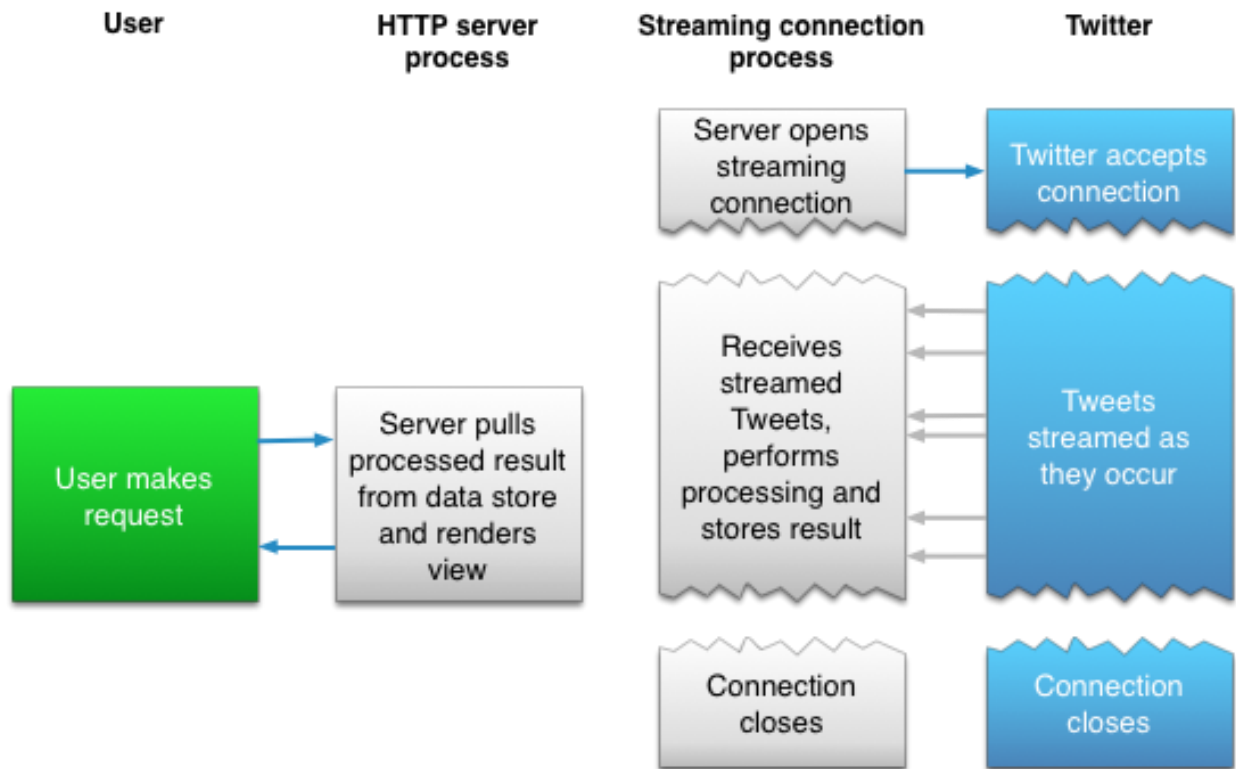 User
HTTP server
process
Streaming connection
process
Twitter
Server opens
streaming
connection
Twitter accepts
connection
User makes
request
Server pulls
processed result
from data store
and renders
view
Receives
streamed
Tweets,
performs
processing and
stores result
Tweets
streamed as
they occur
Connection
closes
Connection
closes